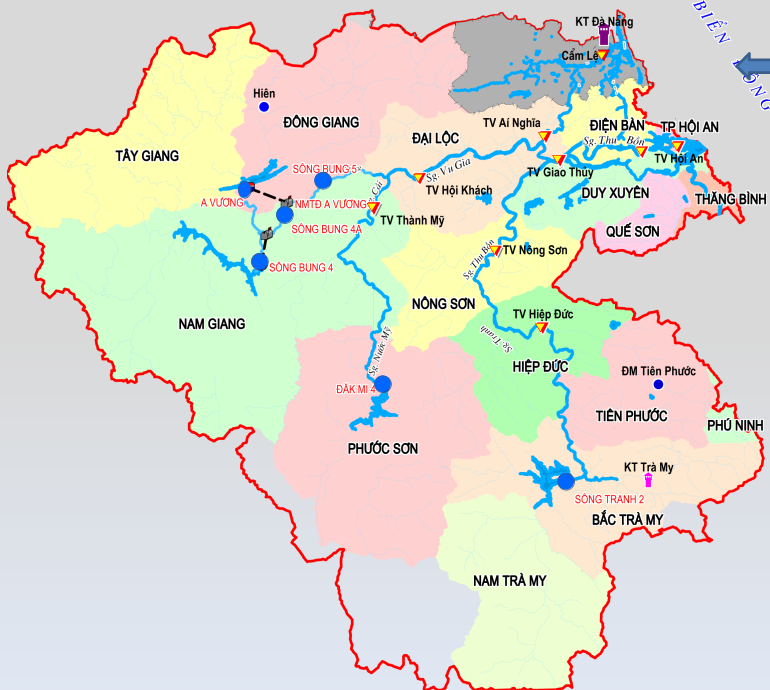 BIỂN ĐÔNG
KT Đà Nẵng
Cẩm Lệ
Hiên
ĐÔNG GIANG
ĐẠI LỘC
TV Aí Nghĩa
ĐIỆN BÀN
TP HỘI AN
Sg. Thu Bồn
TÂY GIANG
SÔNG BUNG 5
Sg. Vu Gia
TV Giao Thủy
TV Hội An
A VƯƠNG
NMTĐ A VƯƠNG
Cái
TV Hội Khách
DUY XUYÊN
THĂNG BÌNH
TV Thành Mỹ
SÔNG BUNG 4A
QUẾ SƠN
SÔNG BUNG 4
Sg. Thu Bồn
TV Nông Sơn
NÔNG SƠN
NAM GIANG
TV Hiệp Đức
Sg. Tranh
Sg. Nước Mỹ
HIỆP ĐỨC
ĐM Tiên Phước
ĐĂK MI 4
TIÊN PHƯỚC
PHÚ NINH
PHƯỚC SƠN
KT Trà My
SÔNG TRANH 2
BẮC TRÀ MY
NAM TRÀ MY